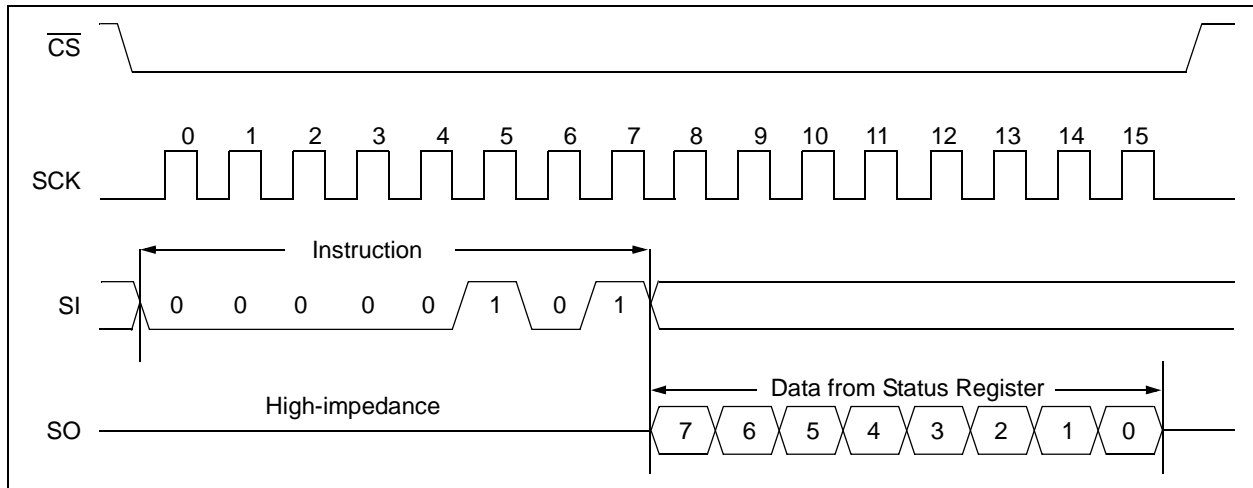 CS
0 1 2 3 4 5 6 7 8 9 10 11 12 13 14 15
SCK
Instruction
SI 0 0 0 0 0 1 0 1
Data from Status Register
High-impedance
SO 7 6 5 4 3 2 1 0